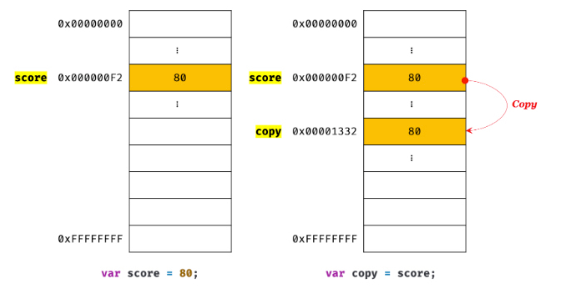 0x00000000
⋮
score 0x000000F2 80
⋮
0xFFFFFFFF
var score = 80;
0x00000000
⋮
score 0x000000F2 80
⋮
Copy
copy 0x00001332 80
⋮
0xFFFFFFFF
var copy = score;